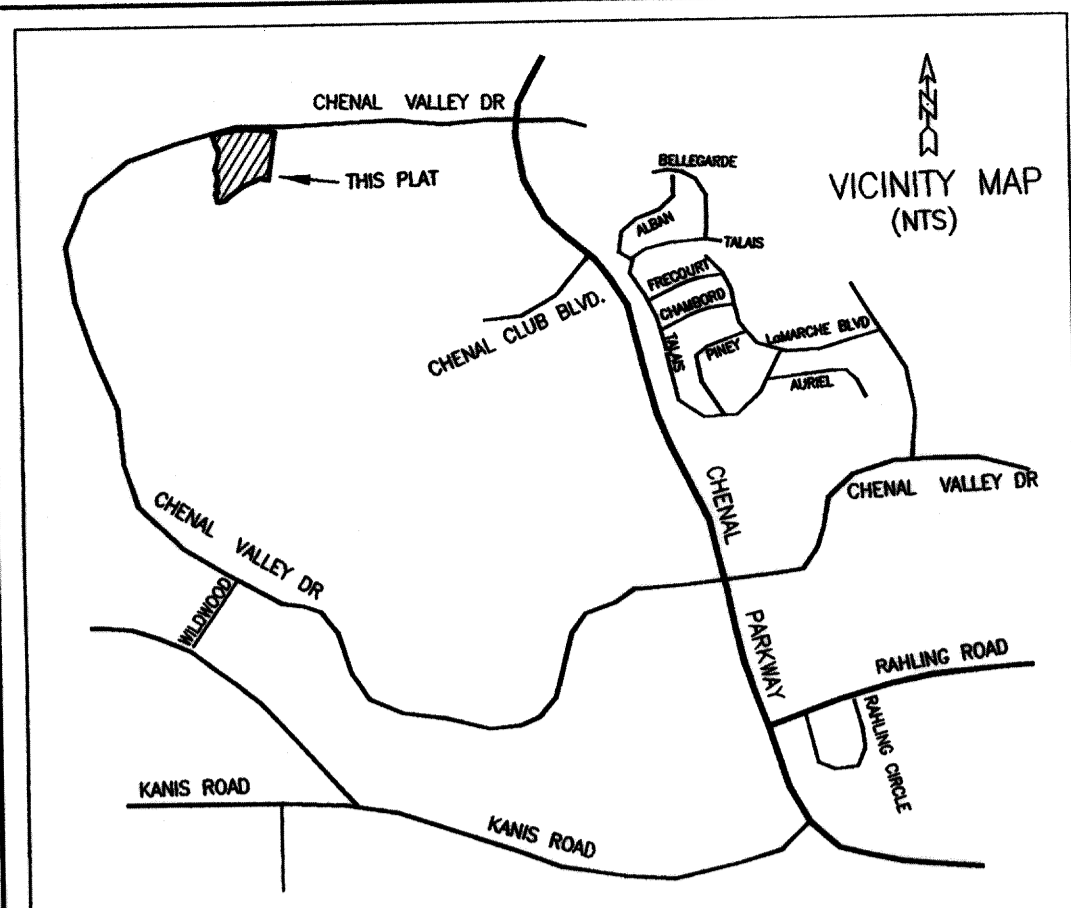 CHENAL VALLEY DR
THIS PLAT
N
VICINITY MAP
(NTS)
BELLEGARDE
ALBAN
TALAIS
FRECOURT
CHAMBORD
TALAIS
PINEY
LaMARCHE BLVD
AURIEL
CHENAL CLUB BLVD.
CHENAL
PARKWAY
CHENAL VALLEY DR
CHENAL VALLEY DR
WILDWOOD
RAHLING ROAD
RAHLING CIRCLE
KANIS ROAD
KANIS ROAD